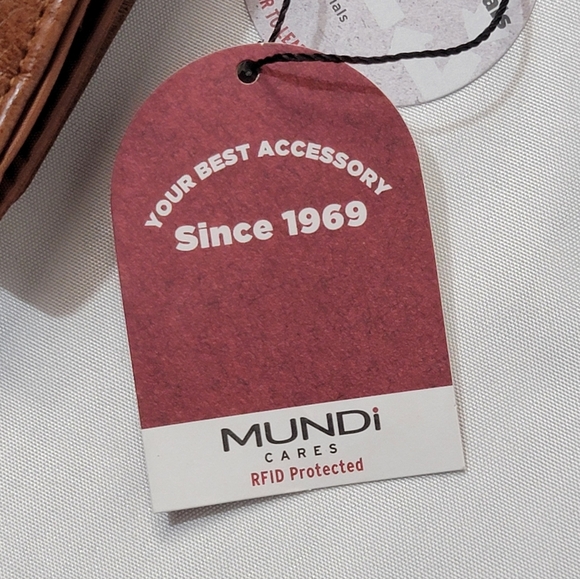 YOUR BEST ACCESSORY
Since 1969
MUNDi
CARES
RFID Protected